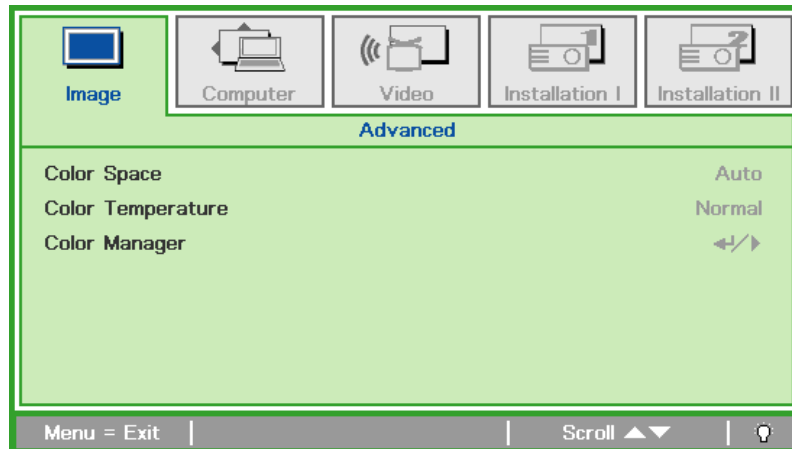 Image Computer Video Installation I Installation II
Advanced
Color Space Auto
Color Temperature Normal
Color Manager
Menu = Exit Scroll